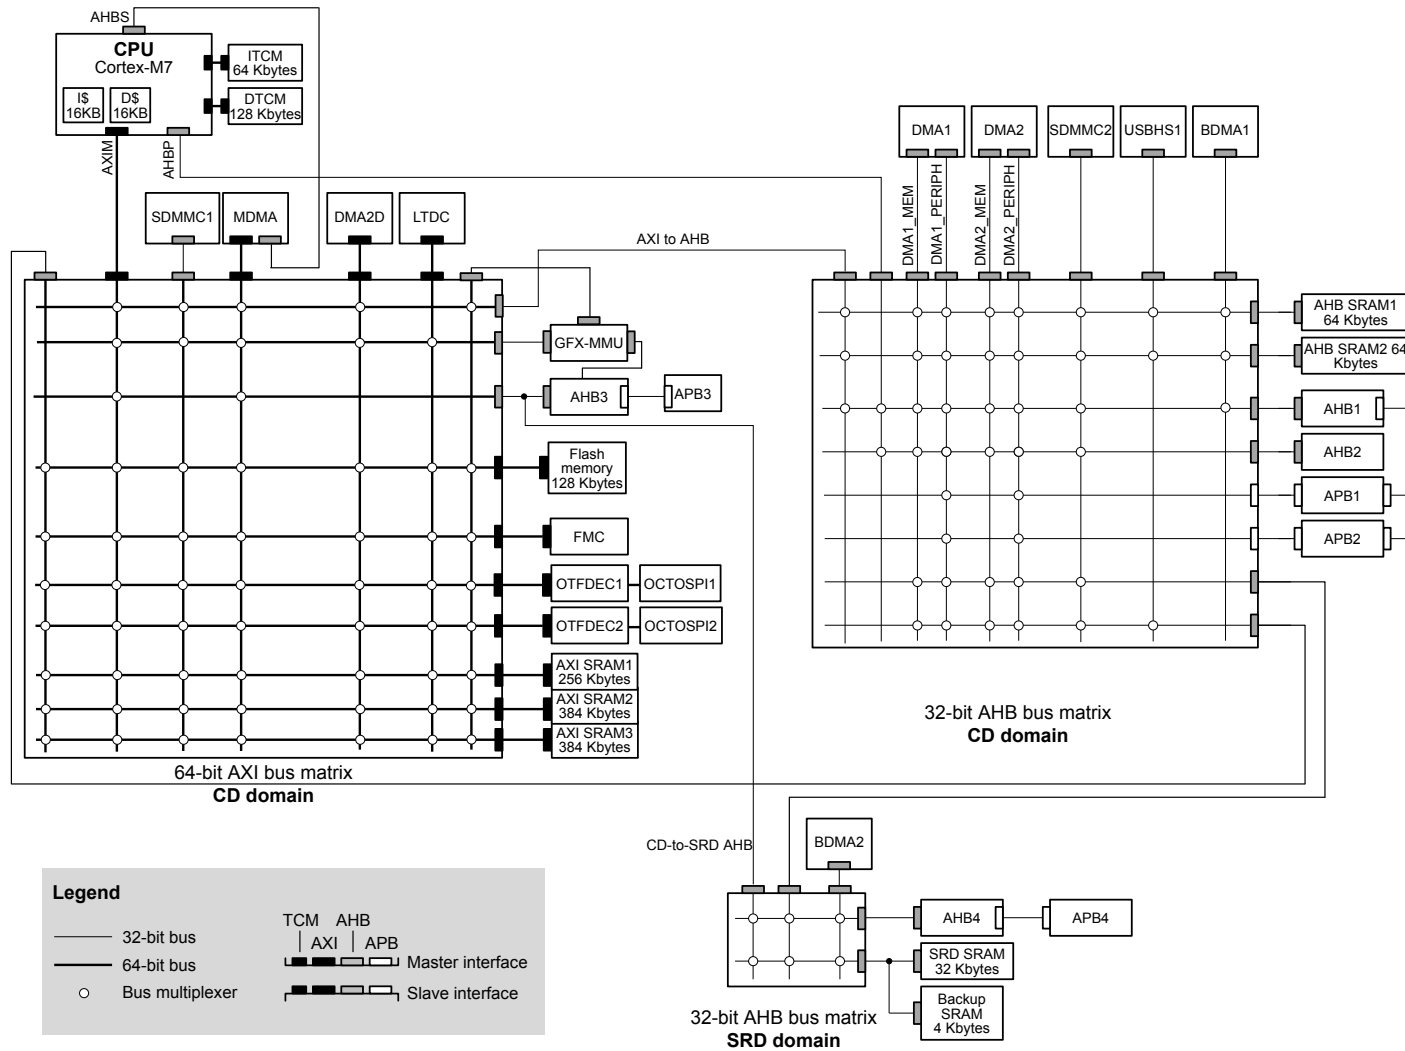 AHBS
CPU
Cortex-M7
I$
16KB
D$
16KB
ITCM
64 Kbytes
DTCM
128 Kbytes
AXIM
AHBP
SDMMC1
MDMA
DMA2D
LTDC
AXI to AHB
GFX-MMU
AHB3
APB3
Flash
memory
128 Kbytes
FMC
OTFDEC1
OCTOSPI1
OTFDEC2
OCTOSPI2
AXI SRAM1
256 Kbytes
AXI SRAM2
384 Kbytes
AXI SRAM3
384 Kbytes
64-bit AXI bus matrix
CD domain
DMA1
DMA2
SDMMC2
USBHS1
BDMA1
DMA1_MEM
DMA1_PERIPH
DMA2_MEM
DMA2_PERIPH
AHB SRAM1
64 Kbytes
AHB SRAM2 64
Kbytes
AHB1
AHB2
APB1
APB2
32-bit AHB bus matrix
CD domain
CD-to-SRD AHB
BDMA2
AHB4
APB4
SRD SRAM
32 Kbytes
Backup
SRAM
4 Kbytes
32-bit AHB bus matrix
SRD domain
Legend
32-bit bus
64-bit bus
Bus multiplexer
TCM
AHB
AXI
APB
Master interface
Slave interface